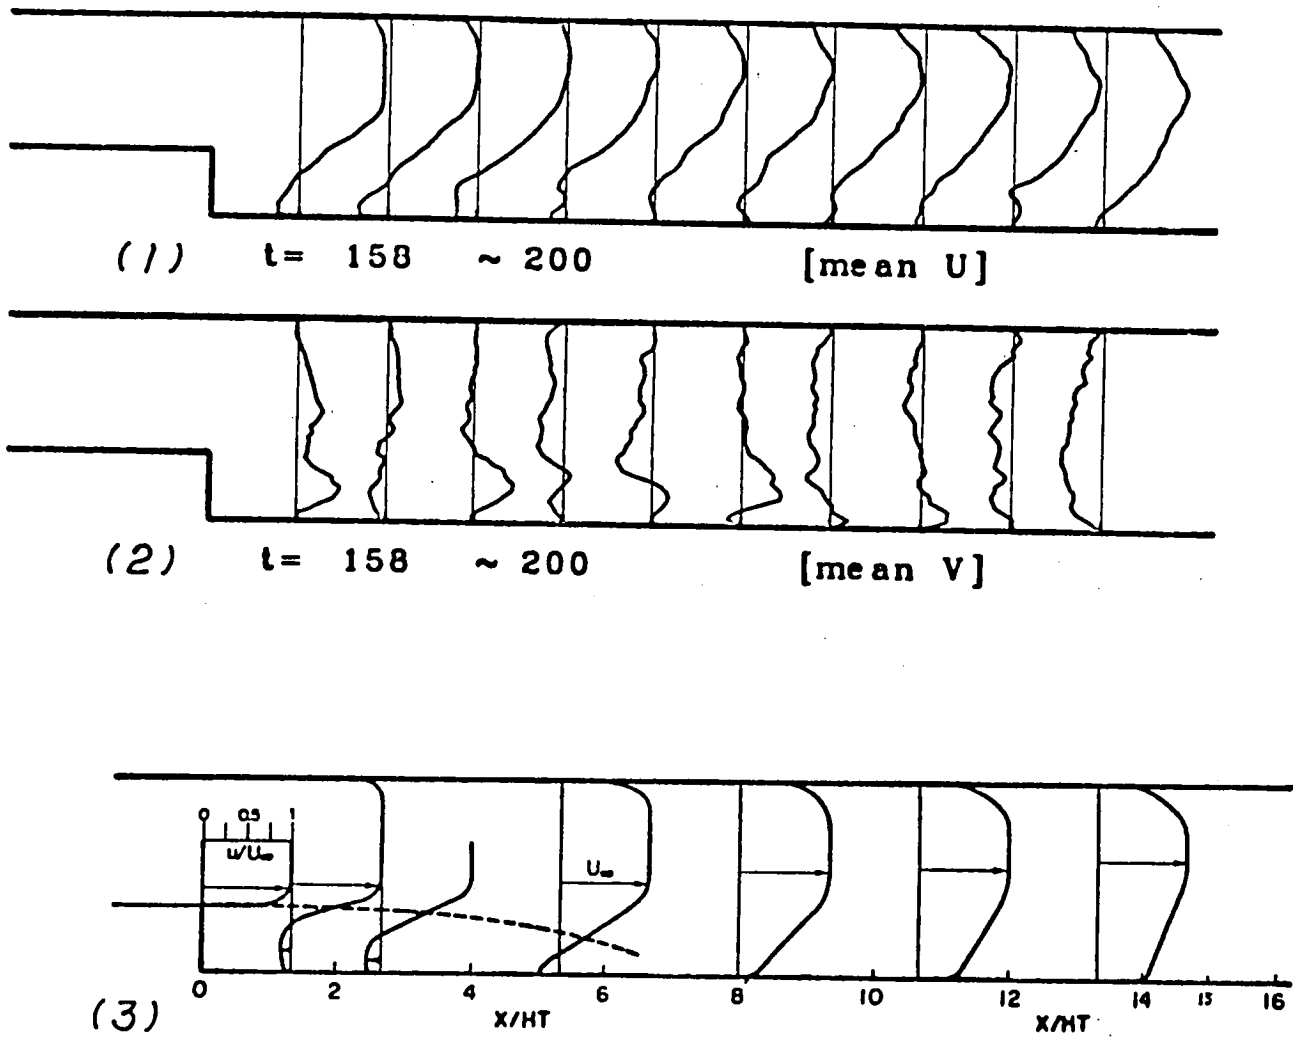 (1) t= 158 ~ 200 [mean U]
(2) t= 158 ~ 200 [mean V]
0 0.5 1
u/U∞
U∞
0 2 4 6 8 10 12 14 15 16
X/HT X/HT
(3)